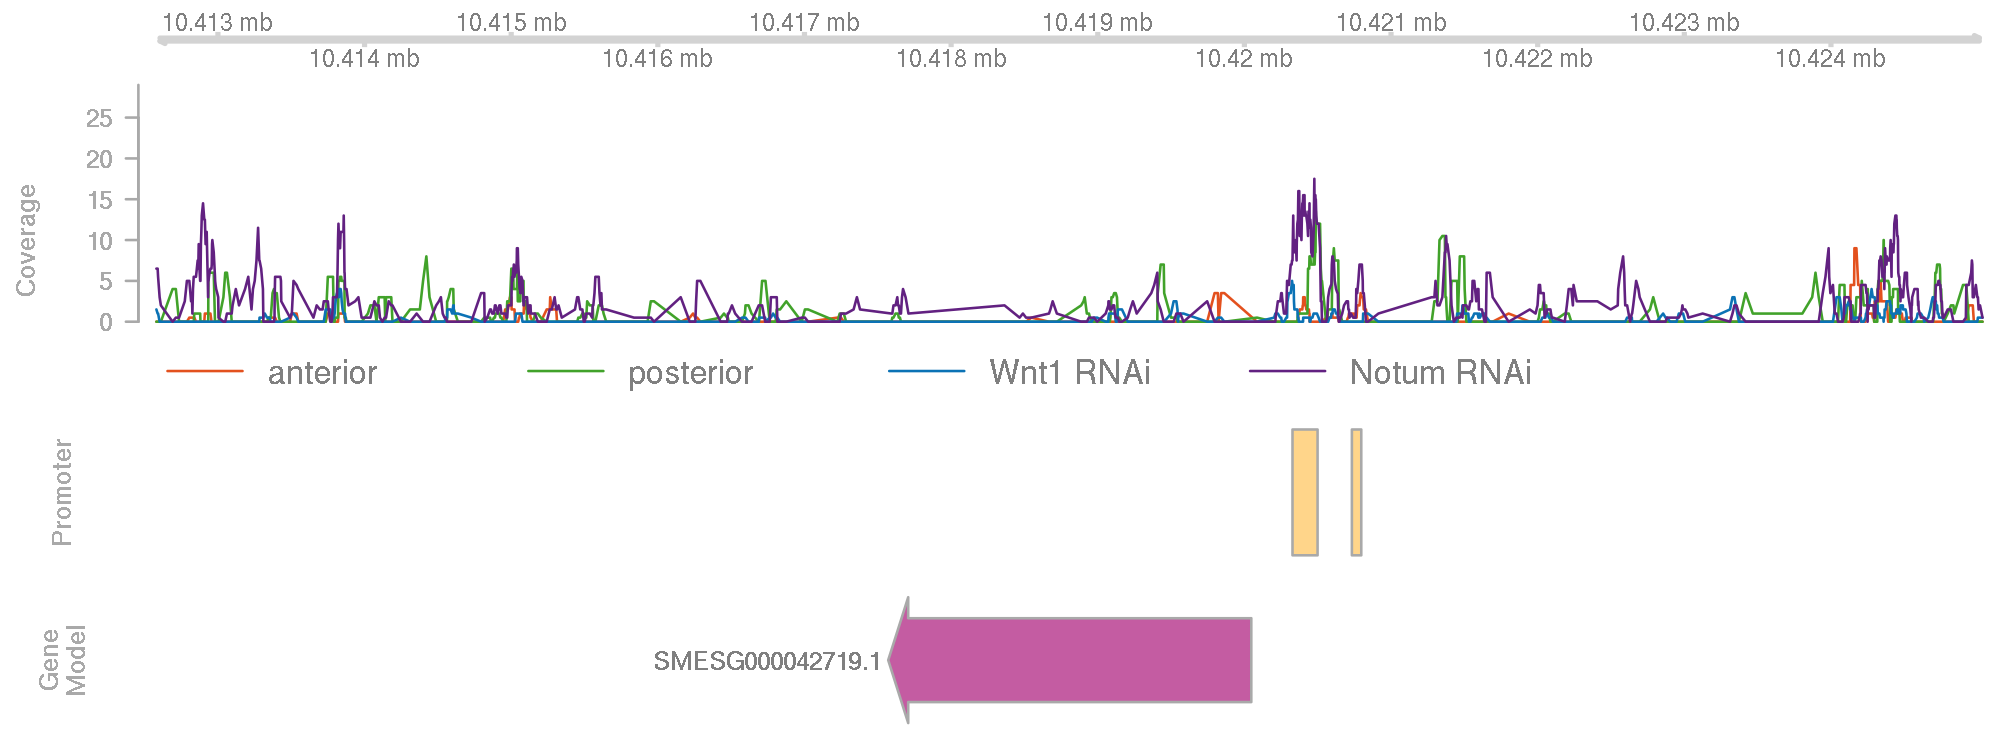 10.413 mb 10.415 mb 10.417 mb 10.419 mb 10.421 mb 10.423 mb
10.414 mb 10.416 mb 10.418 mb 10.42 mb 10.422 mb 10.424 mb
Coverage
25
20
15
10
5
0
anterior posterior Wnt1 RNAi Notum RNAi
Promoter
Gene
Model
SMESG000042719.1